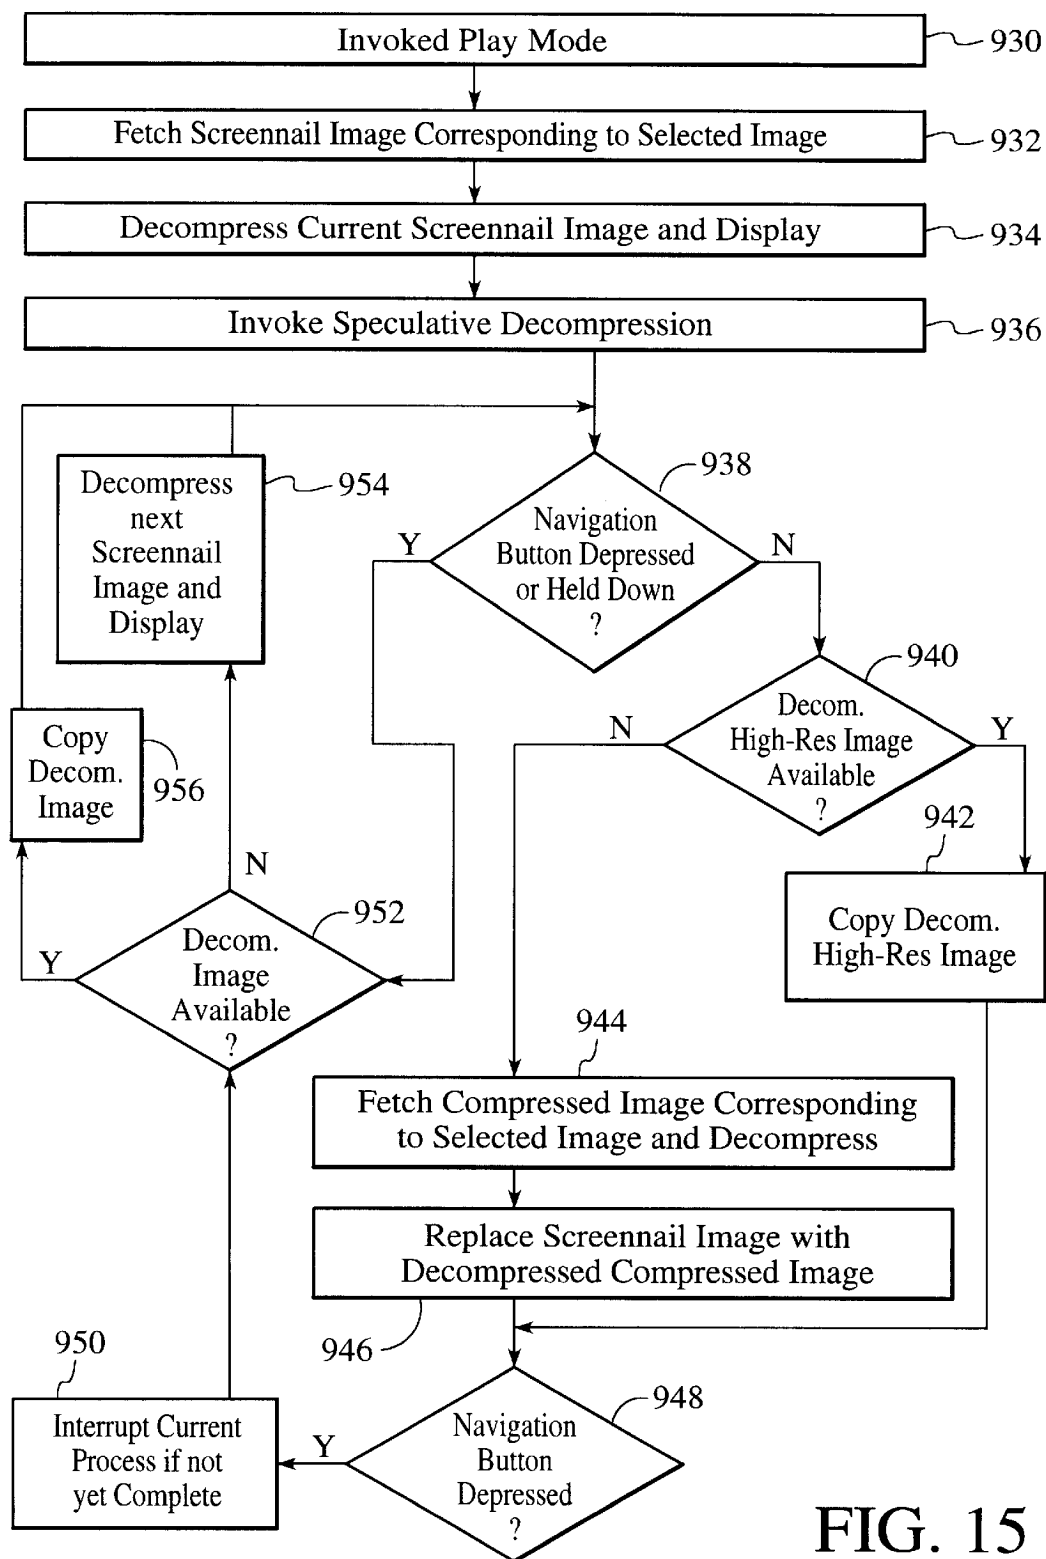 Invoked Play Mode
930
Fetch Screennail Image Corresponding to Selected Image
932
Decompress Current Screennail Image and Display
934
Invoke Speculative Decompression
936
Decompress
next
Screennail
Image and
Display
954
938
Navigation
Button Depressed
or Held Down
?
Y
N
940
Decom.
High-Res Image
Available
?
N
Y
Copy
Decom.
Image
956
942
Copy Decom.
High-Res Image
N
952
Decom.
Image
Available
?
Y
944
Fetch Compressed Image Corresponding
to Selected Image and Decompress
Replace Screennail Image with
Decompressed Compressed Image
946
950
Interrupt Current
Process if not
yet Complete
Y
948
Navigation
Button
Depressed
?
FIG. 15